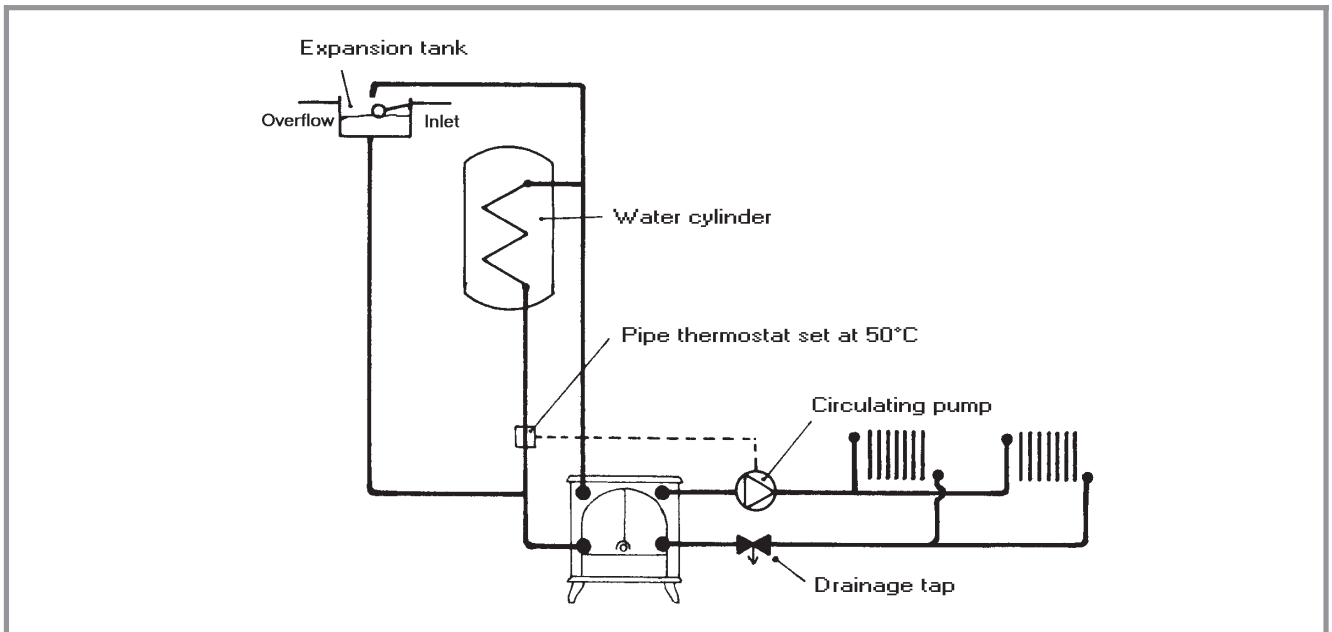 Expansion tank
Overflow
Inlet
Water cylinder
Pipe thermostat set at 50°C
Circulating pump
Drainage tap